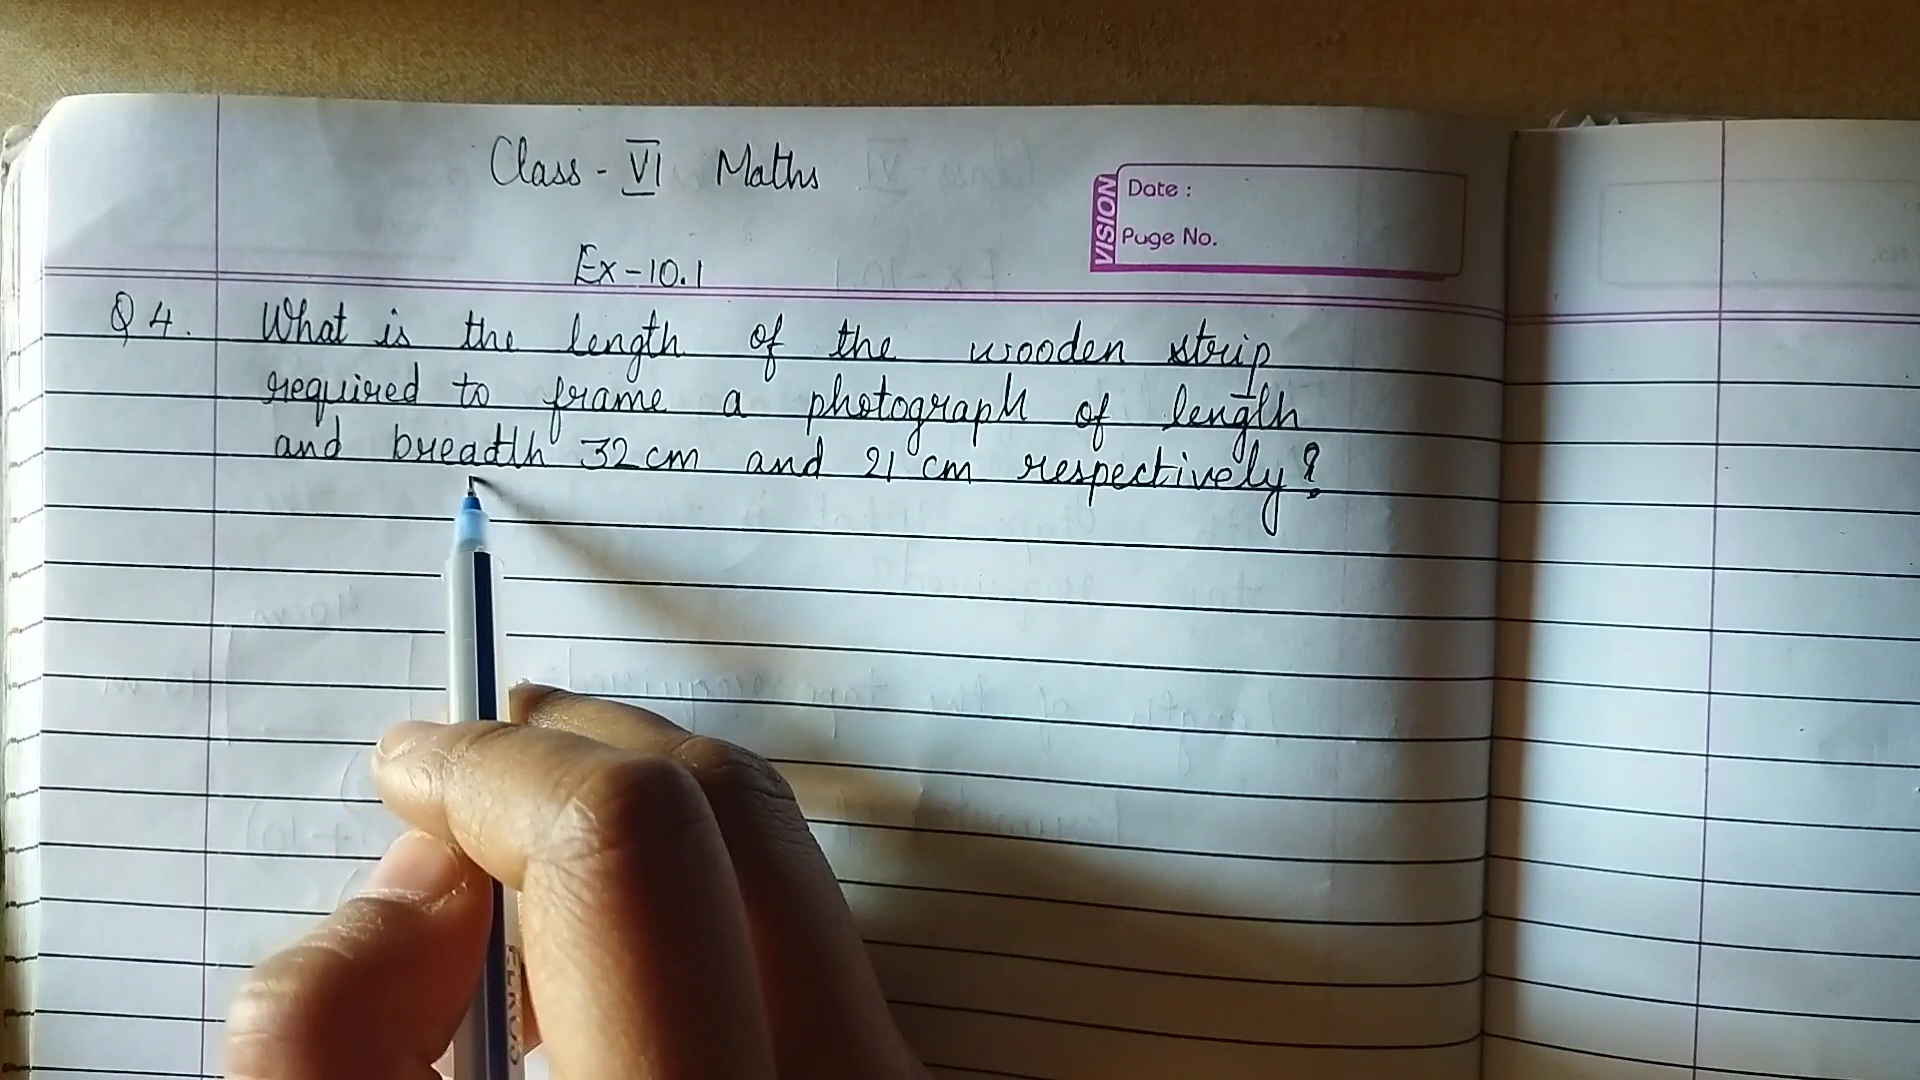 Class - VI Maths
VISION
Date :
Page No.
Ex-10.1
Q 4. What is the length of the wooden strip
required to frame a photograph of length
and breadth 32 cm and 21 cm respectively?